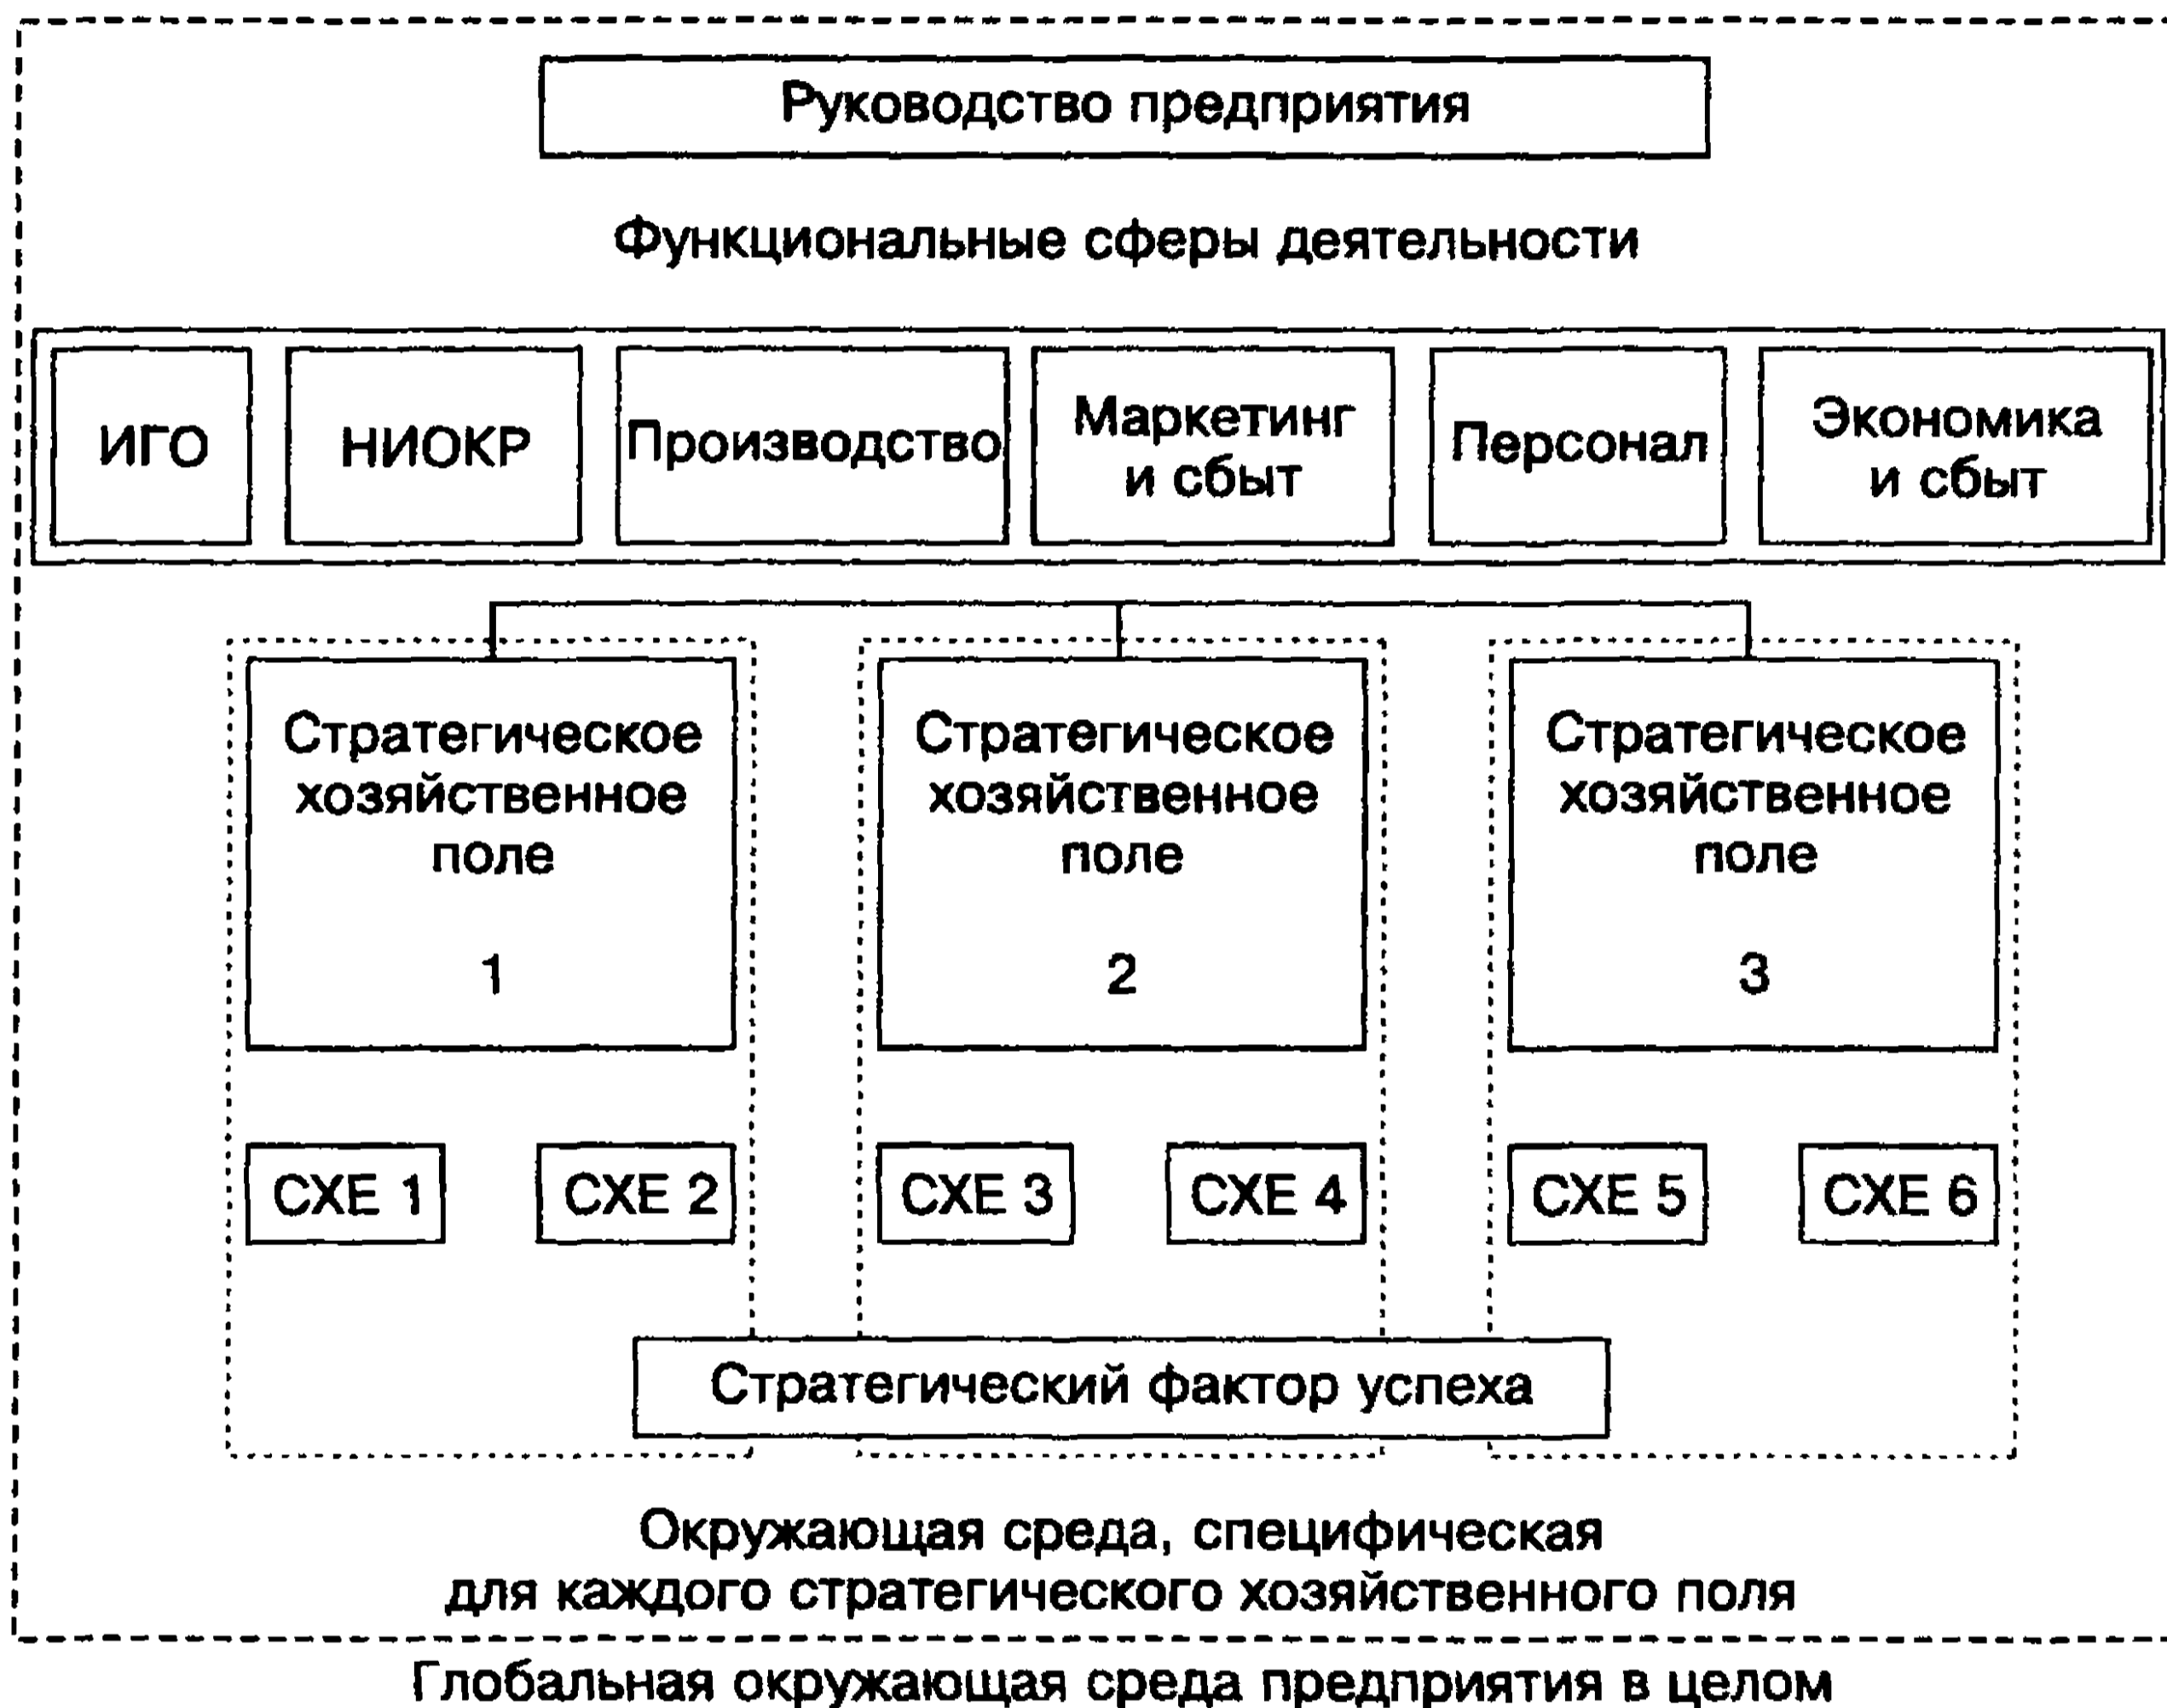 Руководство предприятия
Функциональные сферы деятельности
ИГО
НИОКР
Производство
Маркетинг
и сбыт
Персонал
Экономика
и сбыт
Стратегическое
хозяйственное
поле
1
Стратегическое
хозяйственное
поле
2
Стратегическое
хозяйственное
поле
3
СХЕ 1
СХЕ 2
СХЕ 3
СХЕ 4
СХЕ 5
СХЕ 6
Стратегический фактор успеха
Окружающая среда, специфическая
для каждого стратегического хозяйственного поля
Глобальная окружающая среда предприятия в целом